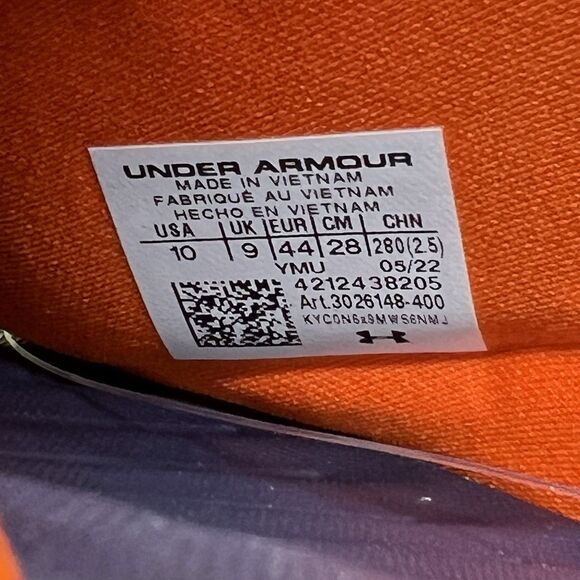 UNDER ARMOUR
MADE IN VIETNAM
FABRIQUÉ AU VIETNAM
HECHO EN VIETNAM
USA UK EUR CM CHN
10 9 44 28 280(2.5)
YMU 05/22
4212438205
Art.3026148-400